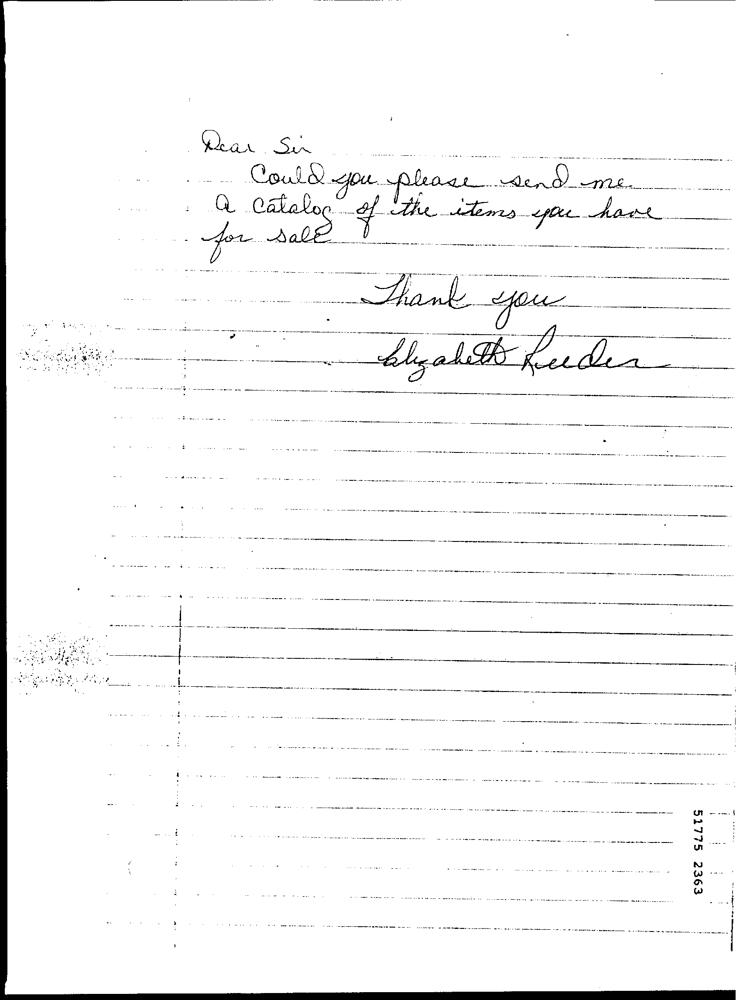 Dear Sir
Could you please send me
a catalog of the items you have
for sale
Thank you
Elizabeth Reeder
51775 2363